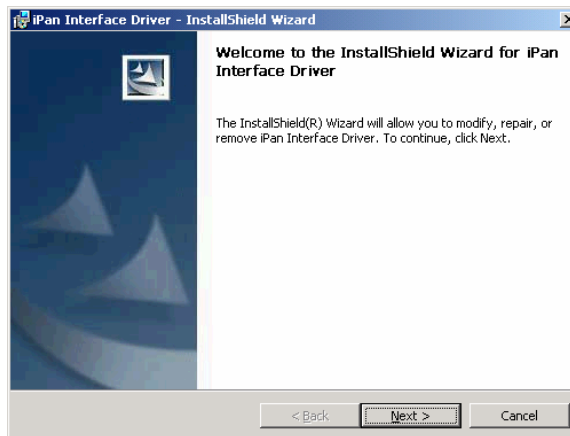 iPan Interface Driver - InstallShield Wizard
Welcome to the InstallShield Wizard for iPan
Interface Driver
The InstallShield(R) Wizard will allow you to modify, repair, or
remove iPan Interface Driver. To continue, click Next.
< Back Next > Cancel